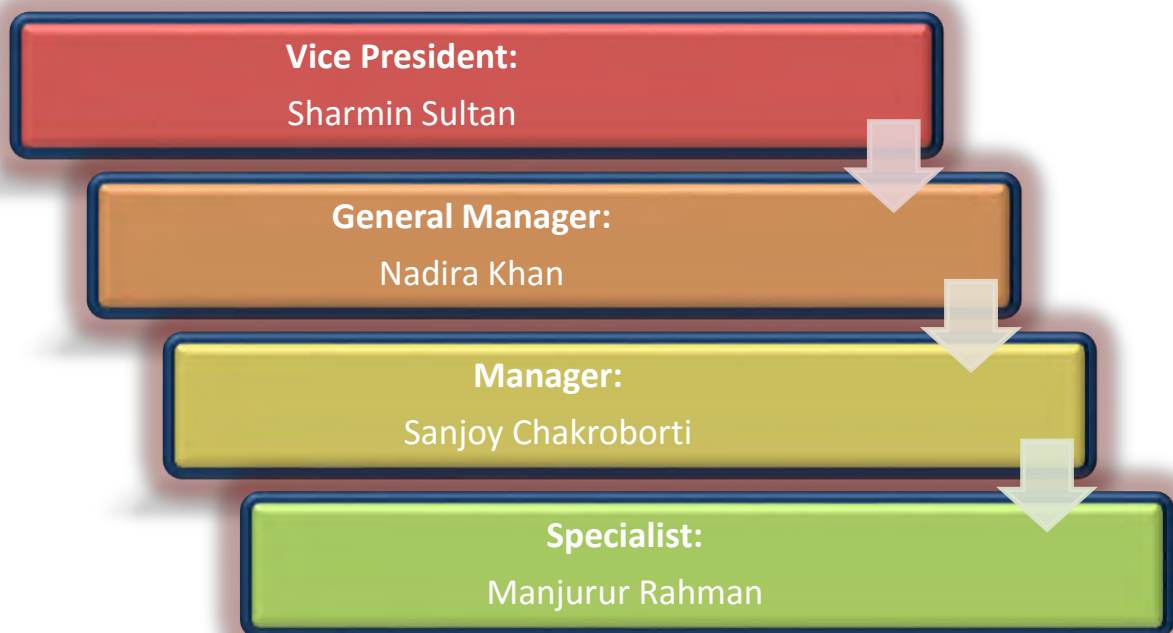 Vice President:
Sharmin Sultan
General Manager:
Nadira Khan
Manager:
Sanjoy Chakroborti
Specialist:
Manjurur Rahman